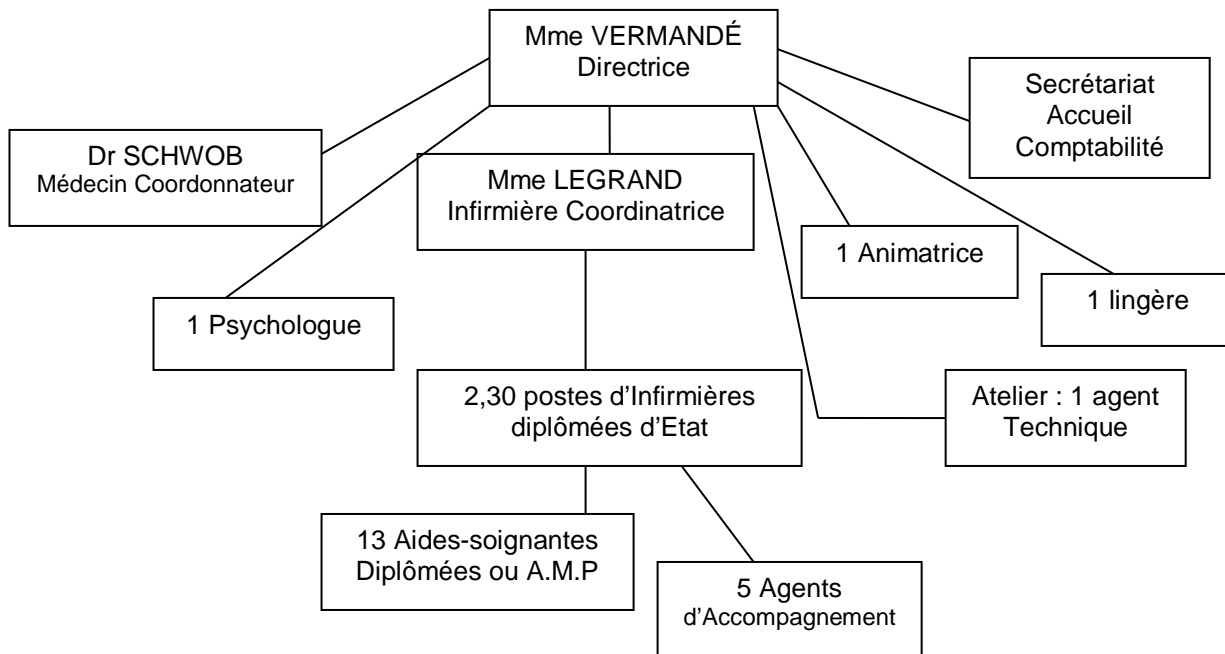 Mme VERMANDÉ
Directrice
Secrétariat
Accueil
Comptabilité
Dr SCHWOB
Médecin Coordonnateur
Mme LEGRAND
Infirmière Coordinatrice
1 Animatrice
1 lingère
1 Psychologue
2,30 postes d’Infirmières
diplômées d’Etat
Atelier : 1 agent
Technique
13 Aides-soignantes
Diplômées ou A.M.P
5 Agents
d’Accompagnement